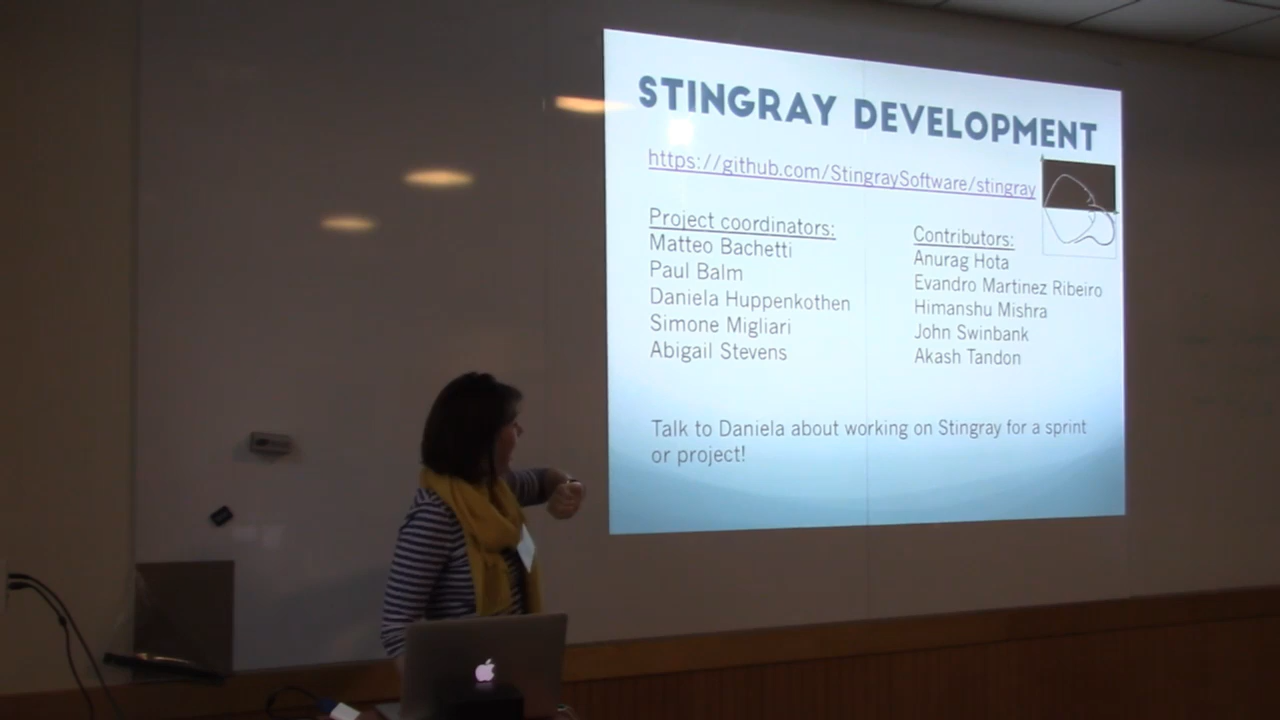 STINGRAY DEVELOPMENT
https://github.com/StingraySoftware/stingray
Project coordinators:
Matteo Bachetti
Paul Balm
Daniela Huppenkothen
Simone Migliari
Abigail Stevens
Contributors:
Anurag Hota
Evandro Martinez Ribeiro
Himanshu Mishra
John Swinbank
Akash Tandon
Talk to Daniela about working on Stingray for a sprint
or project!